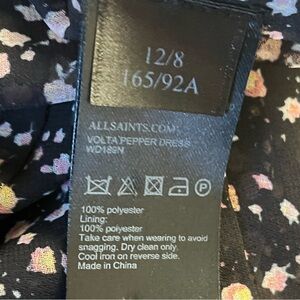 12/8
165/92A
ALLSAINTS.COM
VOLTA PEPPER DRESS
WD189N
P
100% polyester
Lining:
100% polyester
Take care when wearing to avoid
snagging. Dry clean only.
Cool iron on reverse side.
Made in China